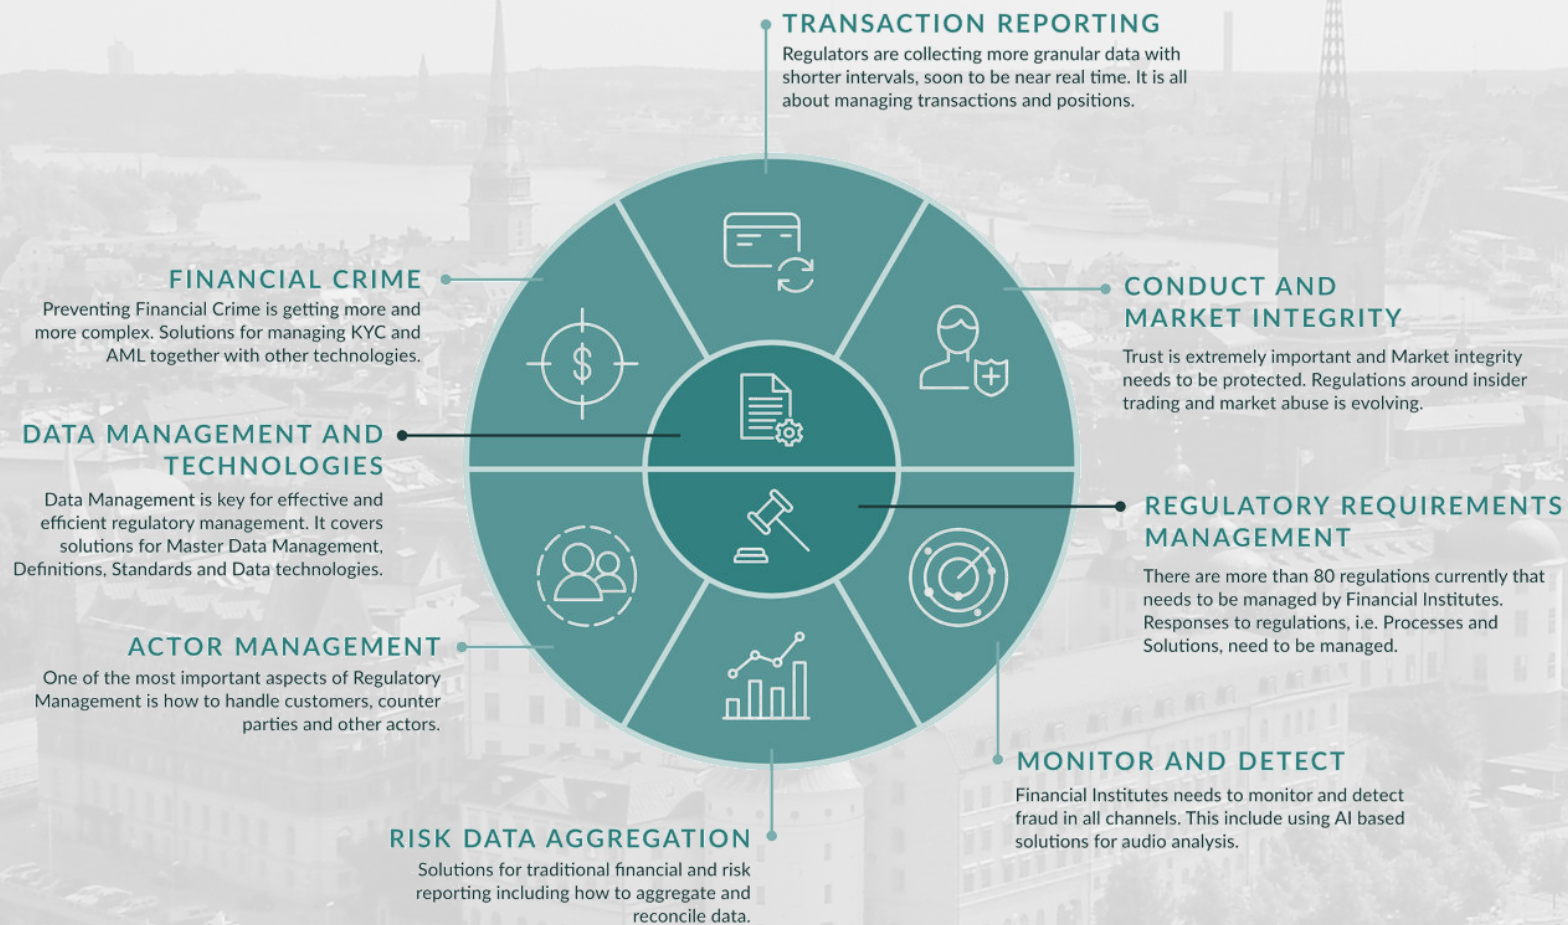 TRANSACTION REPORTING
Regulators are collecting more granular data with
shorter intervals, soon to be near real time. It is all
about managing transactions and positions.
FINANCIAL CRIME
Preventing Financial Crime is getting more and
more complex. Solutions for managing KYC and
AML together with other technologies.
CONDUCT AND
MARKET INTEGRITY
Trust is extremely important and Market integrity
needs to be protected. Regulations around insider
trading and market abuse is evolving.
DATA MANAGEMENT AND
TECHNOLOGIES
Data Management is key for effective and
efficient regulatory management. It covers
solutions for Master Data Management,
Definitions, Standards and Data technologies.
REGULATORY REQUIREMENTS
MANAGEMENT
There are more than 80 regulations currently that
needs to be managed by Financial Institutes.
Responses to regulations, i.e. Processes and
Solutions, need to be managed.
ACTOR MANAGEMENT
One of the most important aspects of Regulatory
Management is how to handle customers, counter
parties and other actors.
MONITOR AND DETECT
Financial Institutes needs to monitor and detect
fraud in all channels. This include using AI based
solutions for audio analysis.
RISK DATA AGGREGATION
Solutions for traditional financial and risk
reporting including how to aggregate and
reconcile data.
$